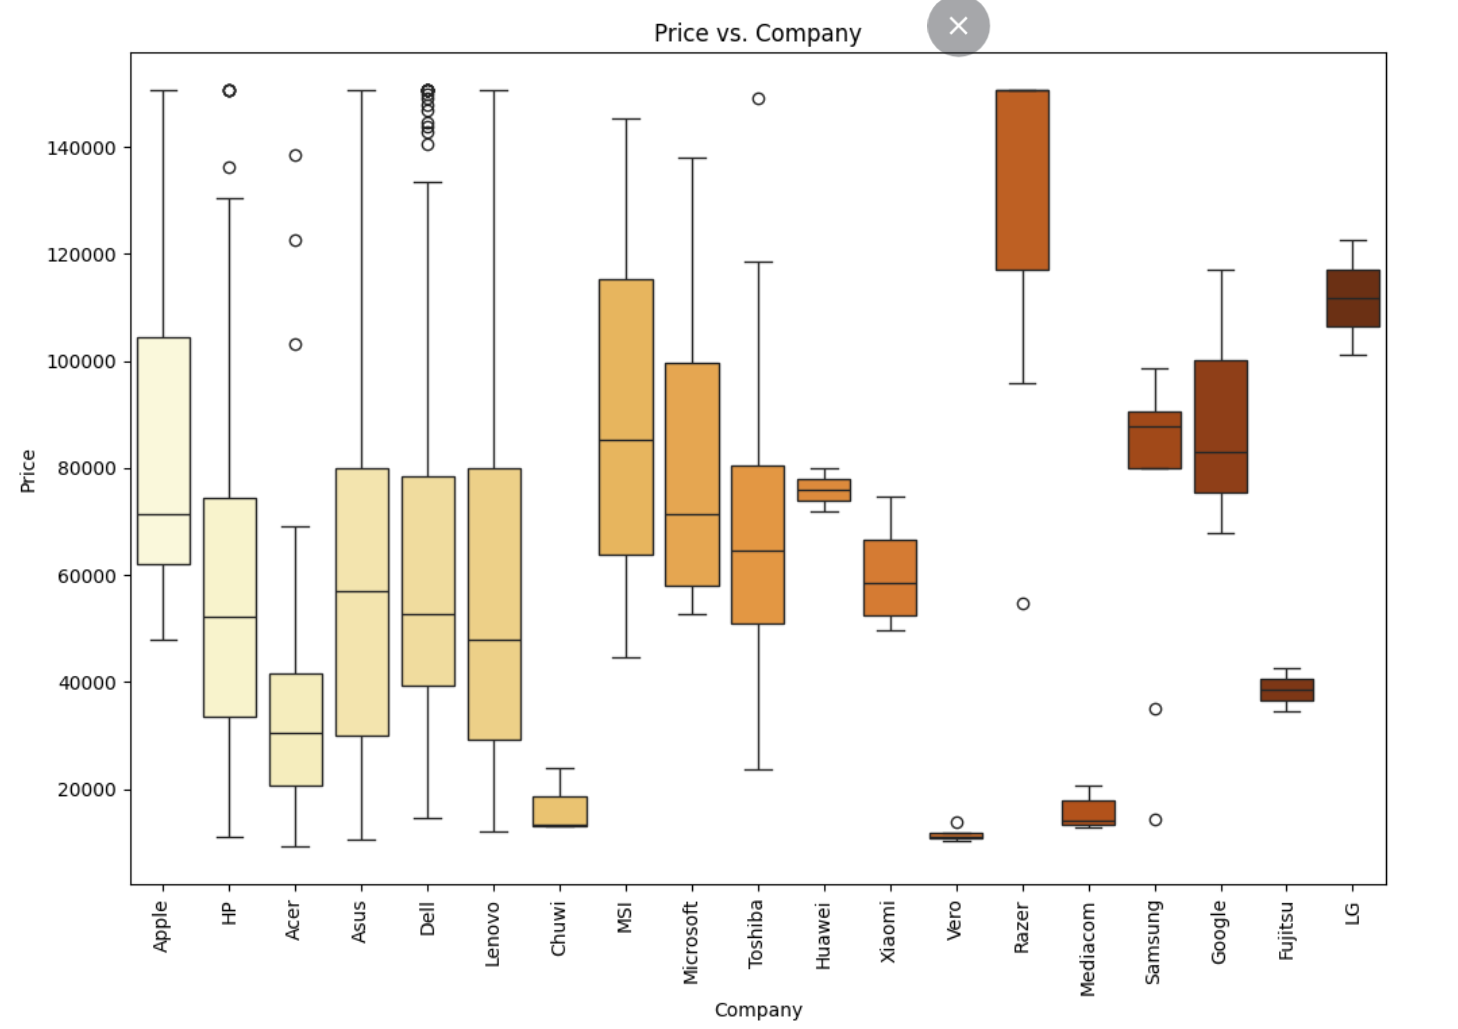 Price vs. Company
140000
120000
100000
80000
60000
40000
20000
Price
Apple
HP
Acer
Asus
Dell
Lenovo
Chuwi
MSI
Microsoft
Toshiba
Huawei
Xiaomi
Vero
Razer
Mediacom
Samsung
Google
Fujitsu
LG
Company